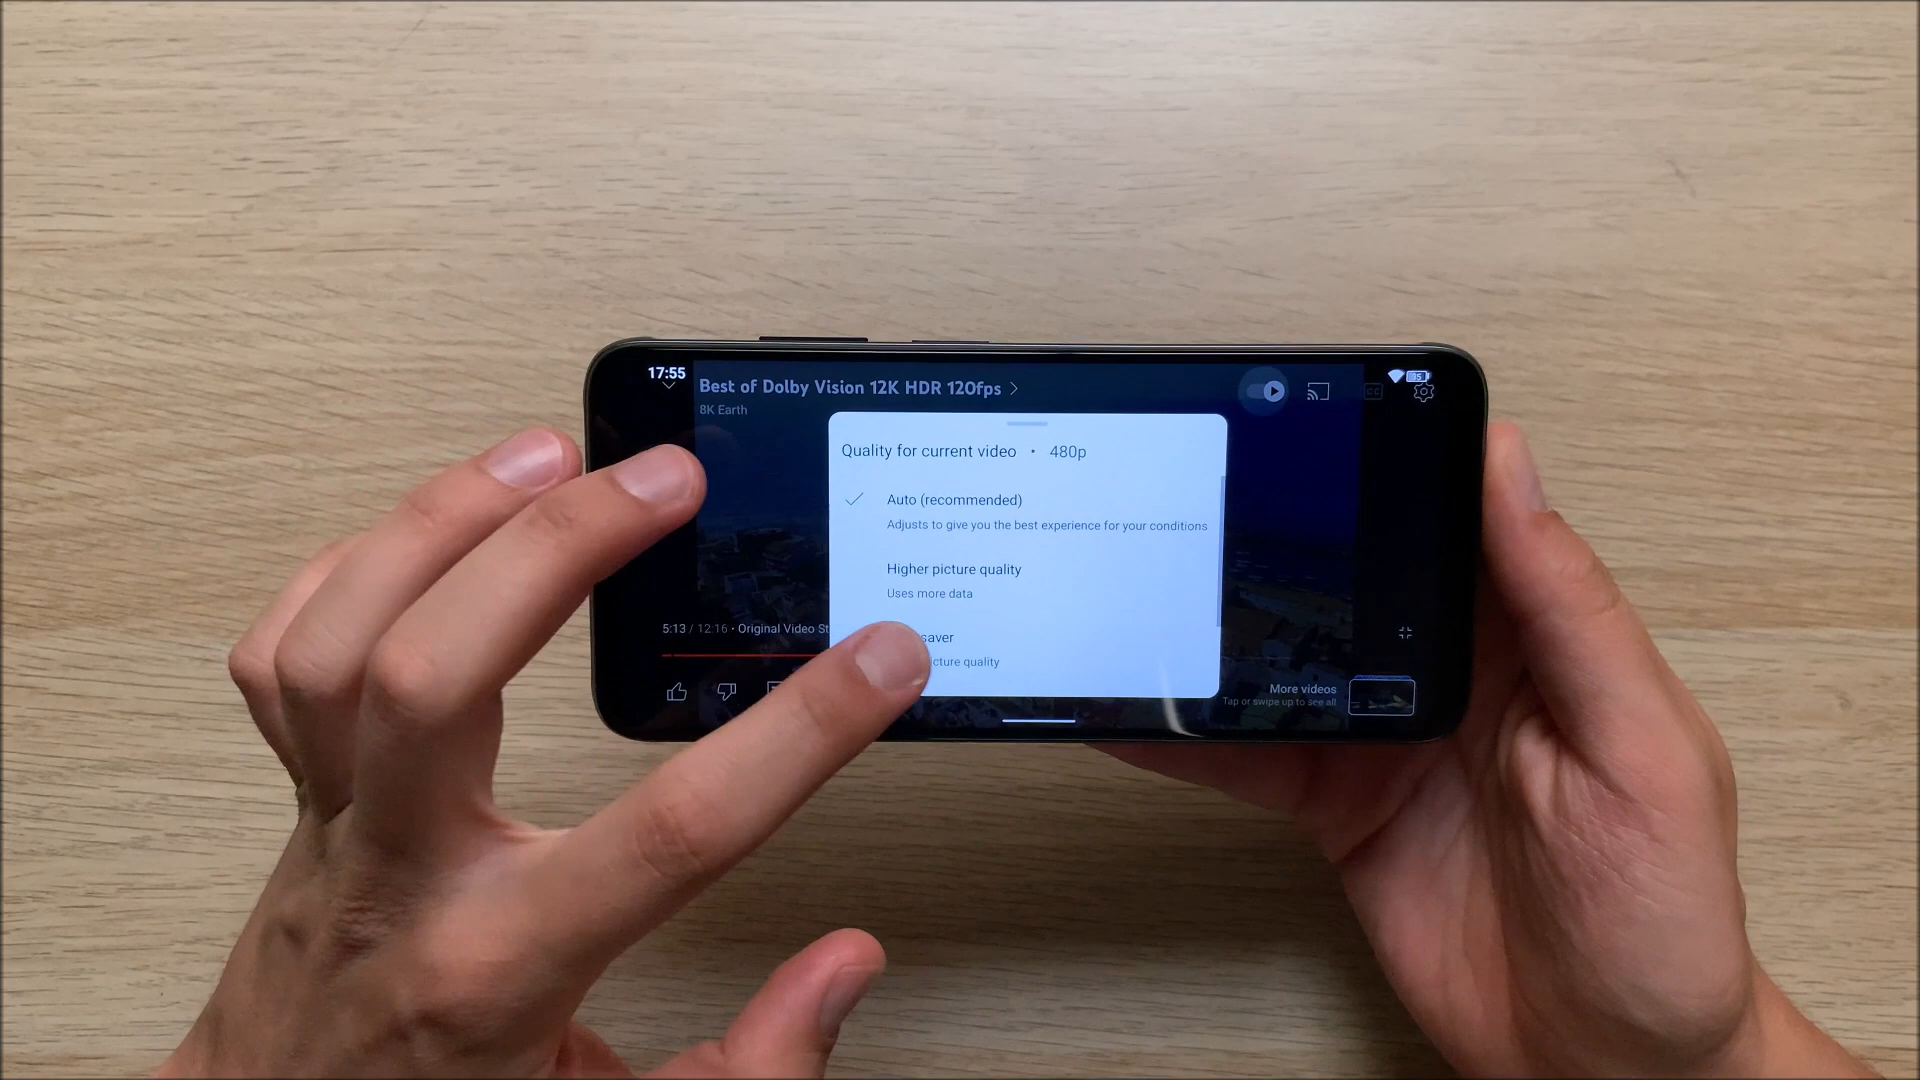 17:55
Best of Dolby Vision 12K HDR 120fps
8K Earth
CC
Quality for current video • 480p
Auto (recommended)
Adjusts to give you the best experience for your conditions
Higher picture quality
Uses more data
saver
picture quality
5:13 / 12:16 • Original Video
More videos
Tap or swipe up to see all